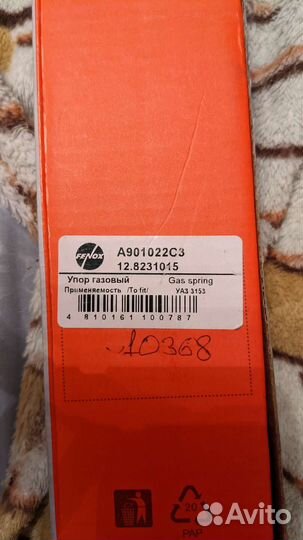 FENOX
A901022C3
12.8231015
Упор газовый Gas spring
Применяемость /To fit/ УАЗ 3153
4 810161 100787
10368
20
PAP
Avito